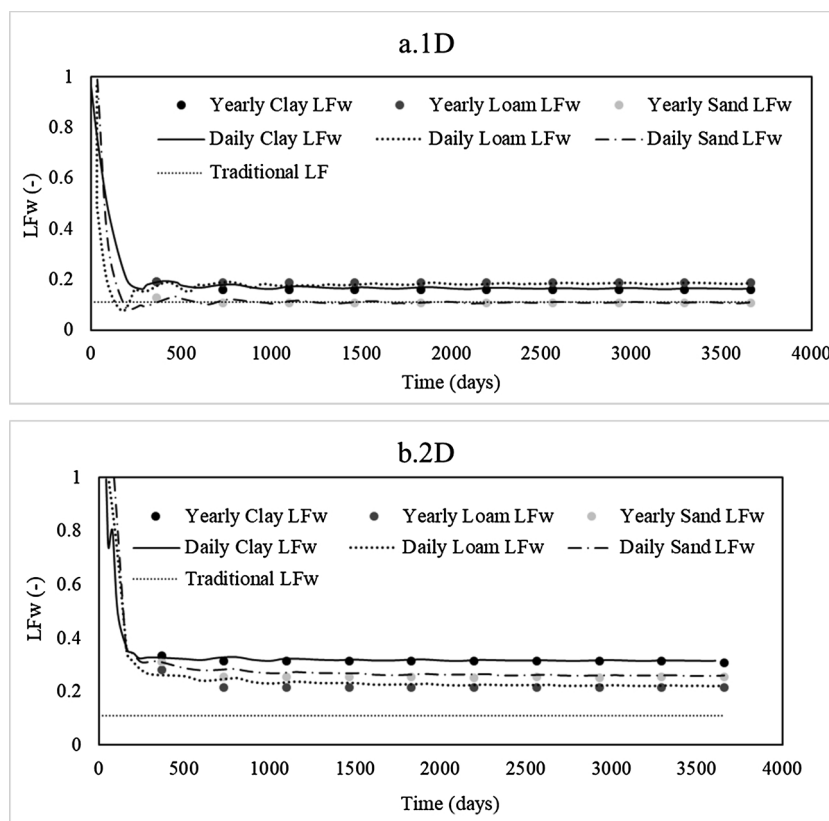 a.1D
1
Yearly Clay LFw Yearly Loam LFw Yearly Sand LFw
0.8
Daily Clay LFw Daily Loam LFw Daily Sand LFw
Traditional LF
0.6
LFw (-)
0.4
0.2
0
0 500 1000 1500 2000 2500 3000 3500 4000
Time (days)
b.2D
1
Yearly Clay LFw Yearly Loam LFw Yearly Sand LFw
0.8
Daily Clay LFw Daily Loam LFw Daily Sand LFw
Traditional LFw
0.6
LFw (-)
0.4
0.2
0
0 500 1000 1500 2000 2500 3000 3500 4000
Time (days)